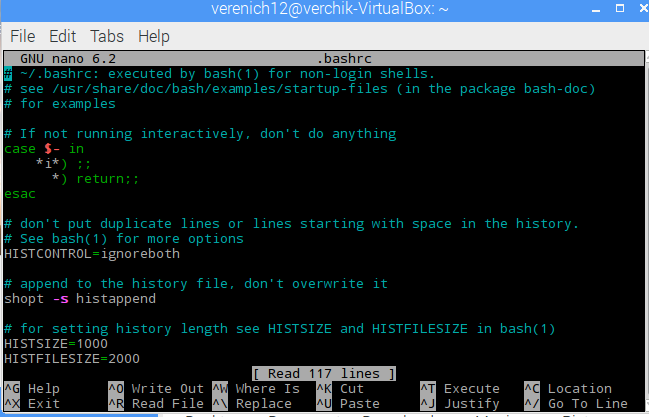 verenich12@verchik-VirtualBox: ~
File Edit Tabs Help
GNU nano 6.2 .bashrc
# ~/.bashrc: executed by bash(1) for non-login shells.
# see /usr/share/doc/bash/examples/startup-files (in the package bash-doc)
# for examples
# If not running interactively, don't do anything
case $- in
*i*) ;;
*) return;;
esac
# don't put duplicate lines or lines starting with space in the history.
# See bash(1) for more options
HISTCONTROL=ignoreboth
# append to the history file, don't overwrite it
shopt -s histappend
# for setting history length see HISTSIZE and HISTFILESIZE in bash(1)
HISTSIZE=1000
HISTFILESIZE=2000
[ Read 117 lines ]
^G Help ^O Write Out ^W Where Is ^K Cut ^T Execute ^C Location
^X Exit ^R Read File ^\ Replace ^U Paste ^J Justify ^/ Go To Line